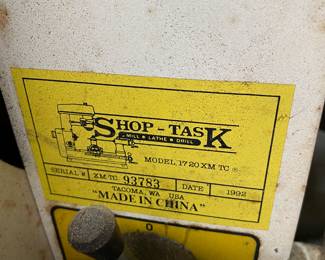 SHOP-TASK
MILL ★ LATHE ★ DRILL
MODEL, 1720 XM TC ®
SERIAL # XM-TC 93783 DATE 1992
TACOMA, WA USA
"MADE IN CHINA"
0